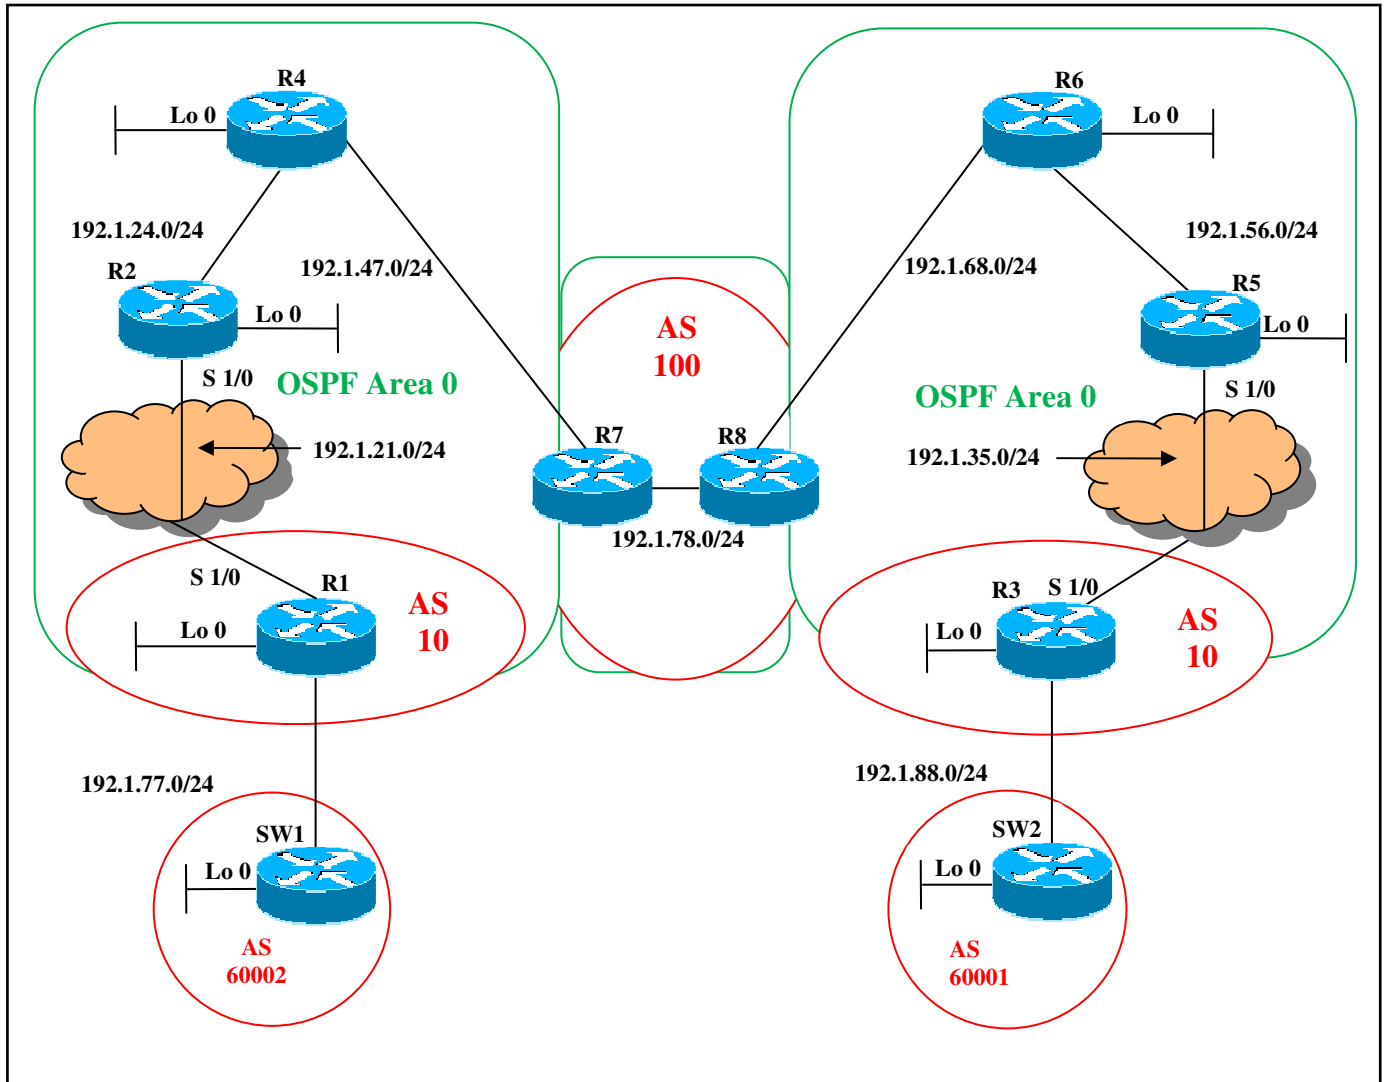 R4
R6
Lo 0
Lo 0
192.1.24.0/24
192.1.56.0/24
R2
192.1.47.0/24
192.1.68.0/24
R5
Lo 0
AS
100
Lo 0
S 1/0
OSPF Area 0
S 1/0
OSPF Area 0
192.1.21.0/24
R7
R8
192.1.35.0/24
192.1.78.0/24
S 1/0
R1
AS
10
Lo 0
R3
S 1/0
AS
10
Lo 0
192.1.77.0/24
192.1.88.0/24
SW1
Lo 0
SW2
Lo 0
AS
60002
AS
60001